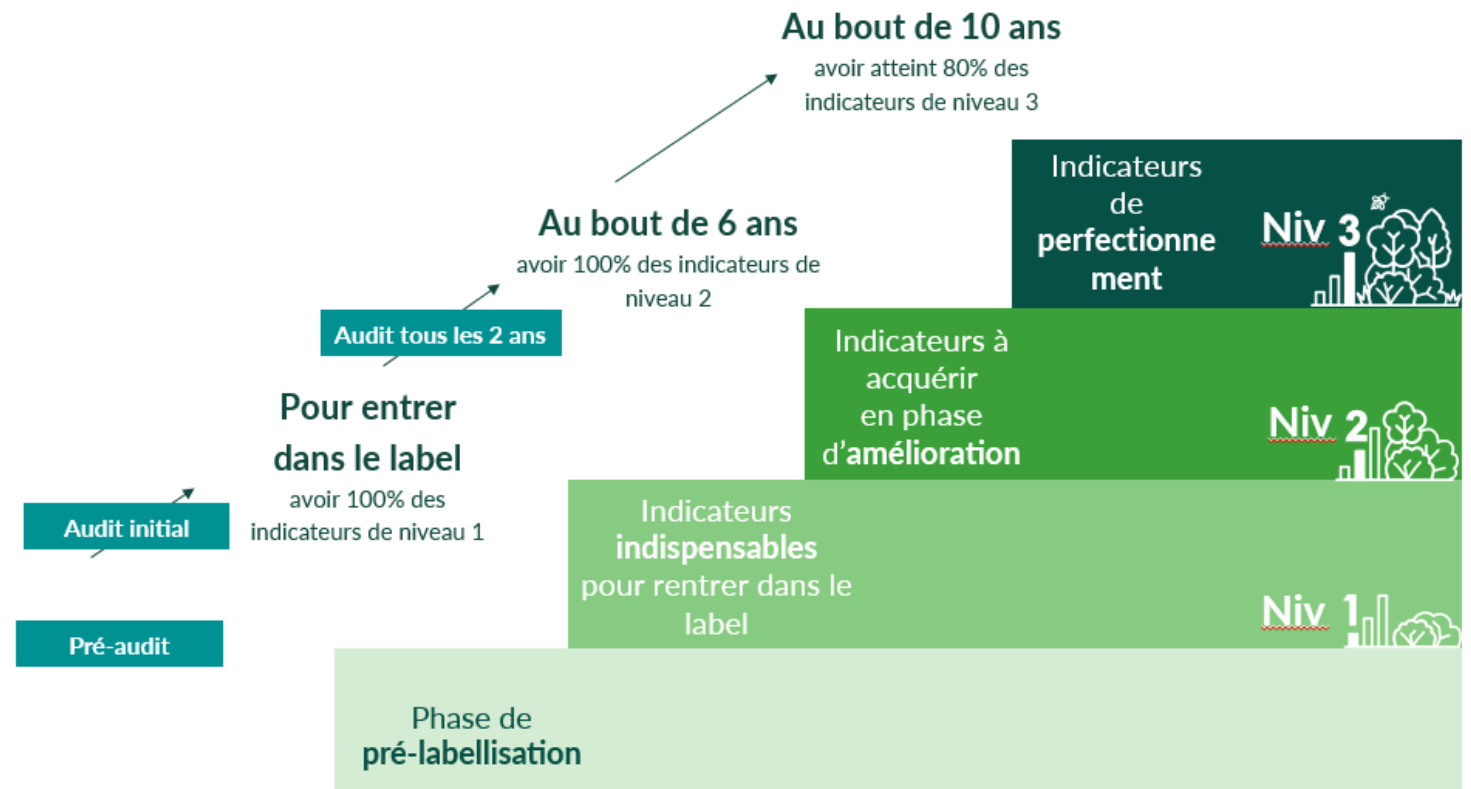 Au bout de 10 ans
avoir atteint 80% des
indicateurs de niveau 3
Indicateurs
de
perfectionne
ment
Niv 3
Au bout de 6 ans
avoir 100% des indicateurs de
niveau 2
Audit tous les 2 ans
Indicateurs à
acquérir
en phase
d'amélioration
Niv 2
Pour entrer
dans le label
avoir 100% des
indicateurs de niveau 1
Audit initial
Indicateurs
indispensables
pour rentrer dans le
label
Niv 1
Pré-audit
Phase de
pré-labellisation